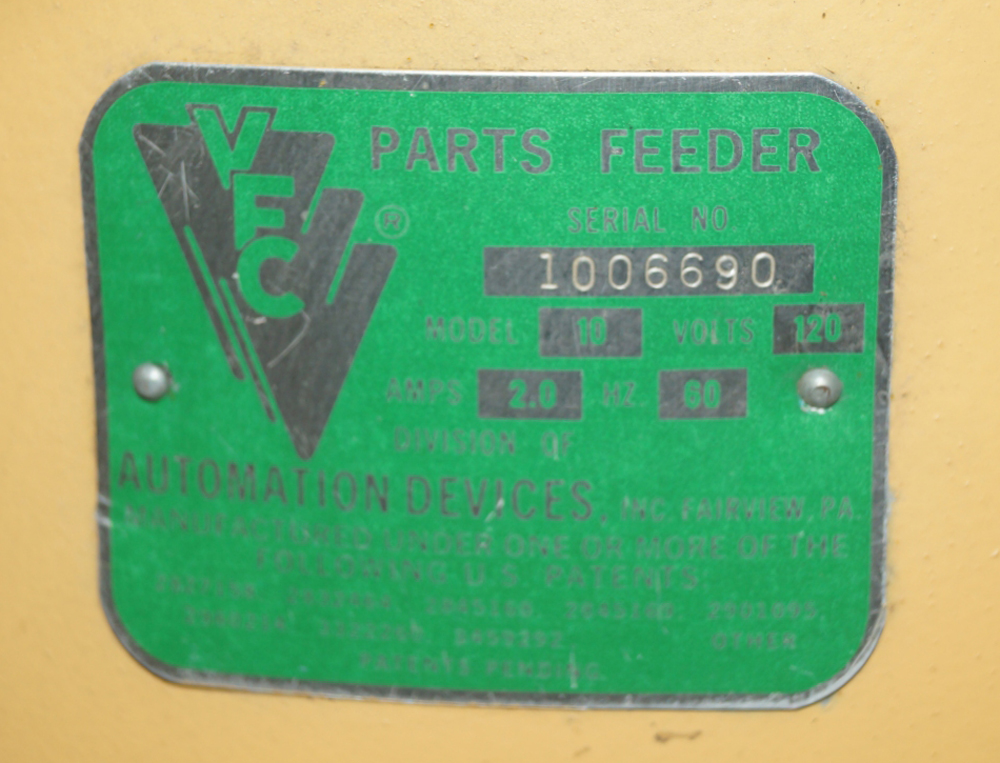 VFC
PARTS FEEDER
®
SERIAL NO.
1006690
MODEL 10 VOLTS 120
AMPS 2.0 HZ. 60
DIVISION OF
AUTOMATION DEVICES, INC. FAIRVIEW, PA.
MANUFACTURED UNDER ONE OR MORE OF THE
FOLLOWING U.S. PATENTS
OTHER
PATENTS PENDING